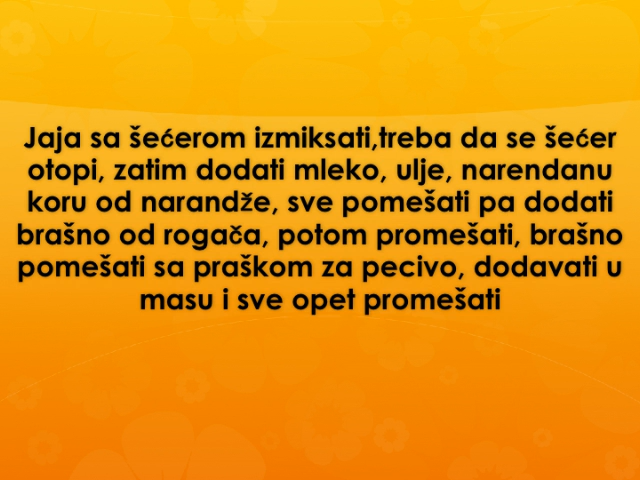 Jaja sa šećerom izmiksati,treba da se šećer
otopi, zatim dodati mleko, ulje, narendanu
koru od narandže, sve pomešati pa dodati
brašno od rogača, potom promešati, brašno
pomešati sa praškom za pecivo, dodavati u
masu i sve opet promešati